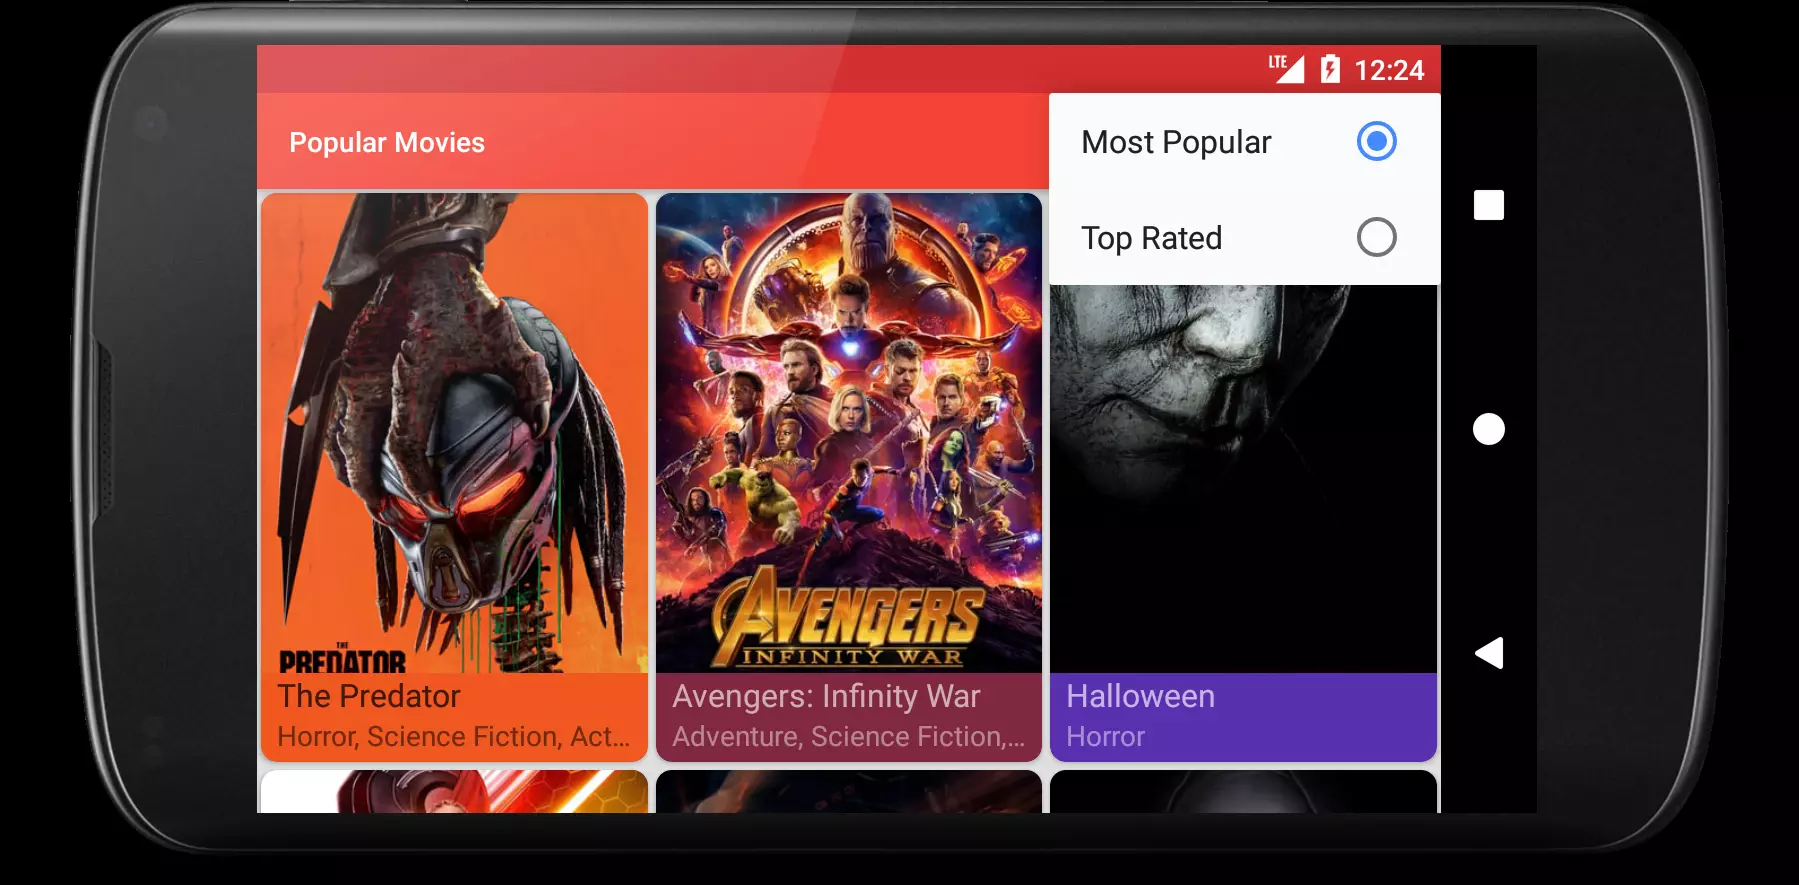 LTE 12:24
Popular Movies
Most Popular
Top Rated
THE
PREDATOR
The Predator
Horror, Science Fiction, Act...
AVENGERS
INFINITY WAR
Avengers: Infinity War
Adventure, Science Fiction,...
Halloween
Horror